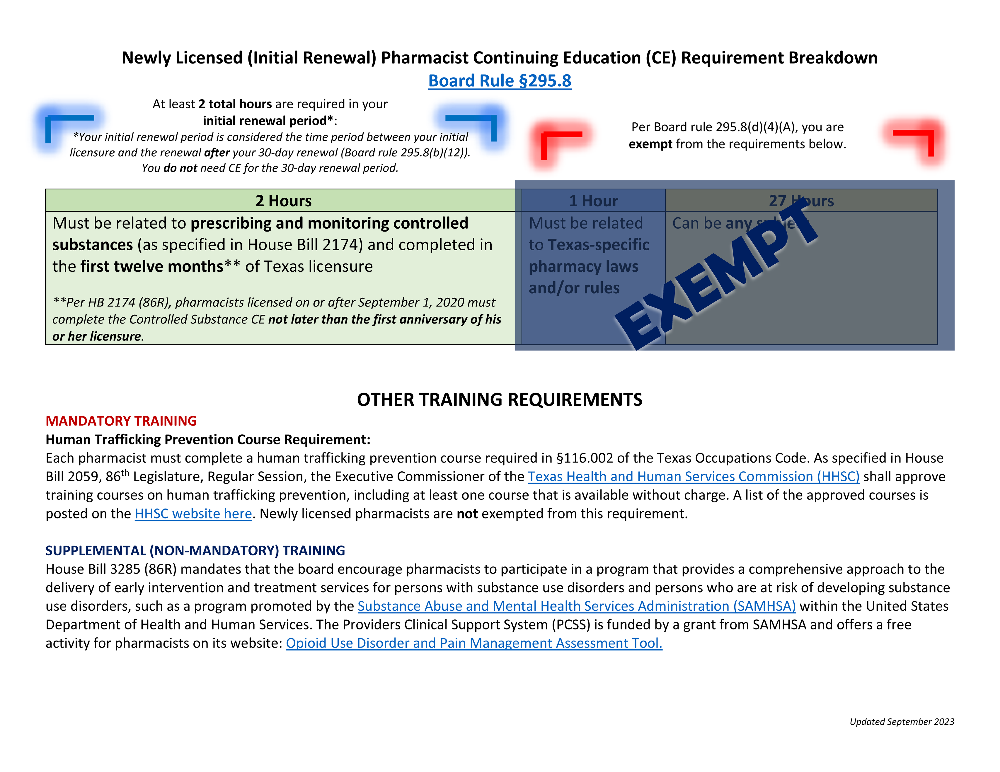 Newly Licensed (Initial Renewal) Pharmacist Continuing Education (CE) Requirement Breakdown
Board Rule §295.8
At least 2 total hours are required in your
initial renewal period*:
*Your initial renewal period is considered the time period between your initial
licensure and the renewal after your 30-day renewal (Board rule 295.8(b)(12)).
You do not need CE for the 30-day renewal period.
Per Board rule 295.8(d)(4)(A), you are
exempt from the requirements below.
2 Hours
Must be related to prescribing and monitoring controlled
substances (as specified in House Bill 2174) and completed in
the first twelve months** of Texas licensure
**Per HB 2174 (86R), pharmacists licensed on or after September 1, 2020 must
complete the Controlled Substance CE not later than the first anniversary of his
or her licensure.
1 Hour
Must be related
to Texas-specific
pharmacy laws
and/or rules
27 Hours
Can be any subject
EXEMPT
OTHER TRAINING REQUIREMENTS
MANDATORY TRAINING
Human Trafficking Prevention Course Requirement:
Each pharmacist must complete a human trafficking prevention course required in §116.002 of the Texas Occupations Code. As specified in House
Bill 2059, 86th Legislature, Regular Session, the Executive Commissioner of the Texas Health and Human Services Commission (HHSC) shall approve
training courses on human trafficking prevention, including at least one course that is available without charge. A list of the approved courses is
posted on the HHSC website here. Newly licensed pharmacists are not exempted from this requirement.
SUPPLEMENTAL (NON-MANDATORY) TRAINING
House Bill 3285 (86R) mandates that the board encourage pharmacists to participate in a program that provides a comprehensive approach to the
delivery of early intervention and treatment services for persons with substance use disorders and persons who are at risk of developing substance
use disorders, such as a program promoted by the Substance Abuse and Mental Health Services Administration (SAMHSA) within the United States
Department of Health and Human Services. The Providers Clinical Support System (PCSS) is funded by a grant from SAMHSA and offers a free
activity for pharmacists on its website: Opioid Use Disorder and Pain Management Assessment Tool.
Updated September 2023